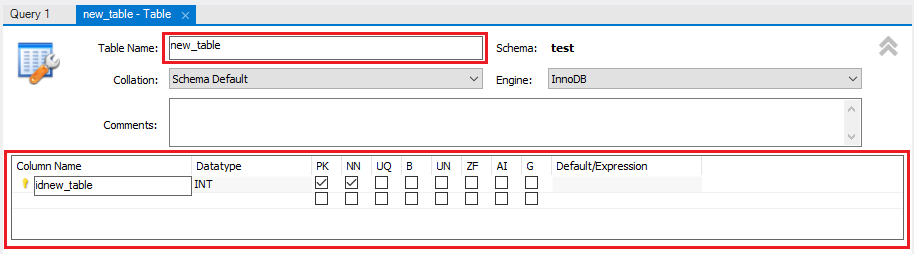 Query 1 new_table - Table
Table Name: new_table Schema: test
Collation: Schema Default Engine: InnoDB
Comments:
Column Name Datatype PK NN UQ B UN ZF AI G Default/Expression
idnew_table INT